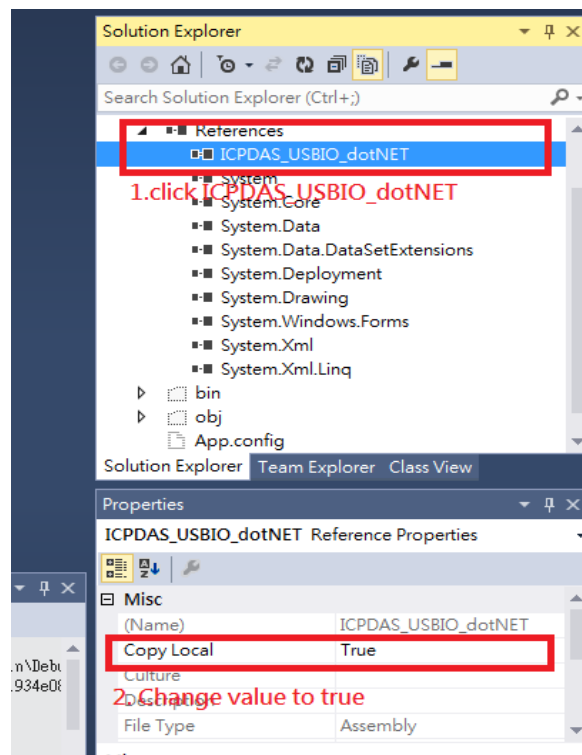 Solution Explorer
Search Solution Explorer (Ctrl+;)
References
ICPDAS_USBIO_dotNET
System
1.click ICPDAS_USBIO_dotNET
System.Core
System.Data
System.Data.DataSetExtensions
System.Deployment
System.Drawing
System.Windows.Forms
System.Xml
System.Xml.Linq
bin
obj
App.config
Solution Explorer Team Explorer Class View
Properties
ICPDAS_USBIO_dotNET Reference Properties
Misc
(Name) ICPDAS_USBIO_dotNET
Copy Local True
Culture
Description
2. Change value to true
File Type Assembly